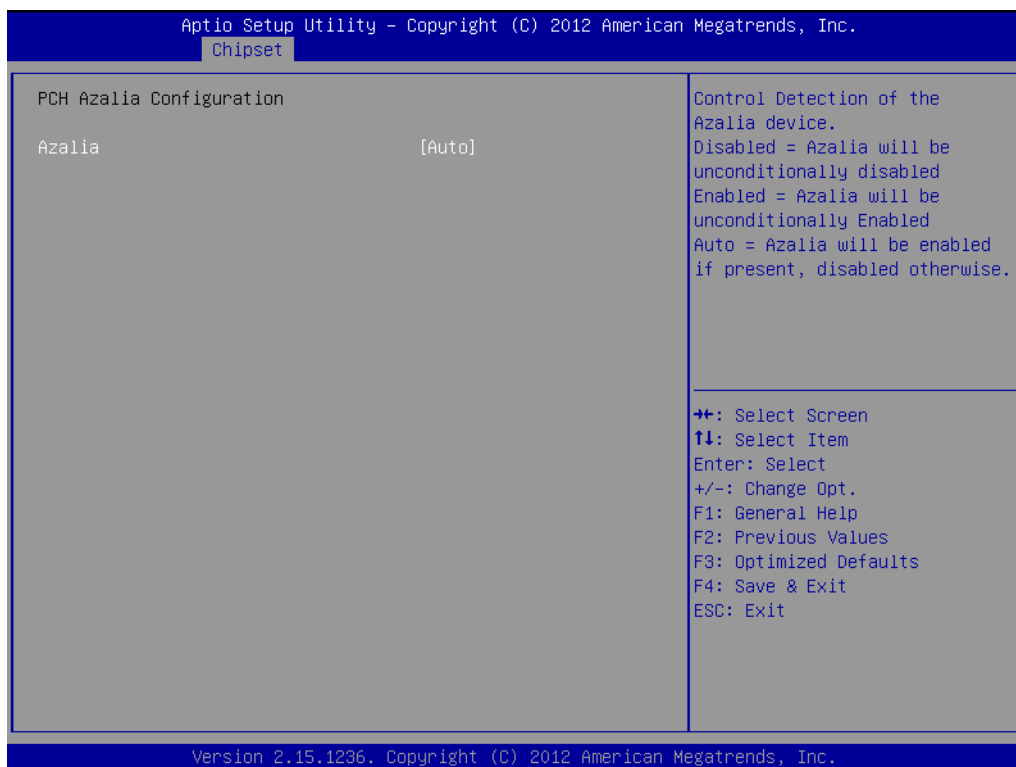 Aptio Setup Utility – Copyright (C) 2012 American Megatrends, Inc.
Chipset
PCH Azalia Configuration
Azalia [Auto]
Control Detection of the
Azalia device.
Disabled = Azalia will be
unconditionally disabled
Enabled = Azalia will be
unconditionally Enabled
Auto = Azalia will be enabled
if present, disabled otherwise.
→←: Select Screen
↑↓: Select Item
Enter: Select
+/-: Change Opt.
F1: General Help
F2: Previous Values
F3: Optimized Defaults
F4: Save & Exit
ESC: Exit
Version 2.15.1236. Copyright (C) 2012 American Megatrends, Inc.